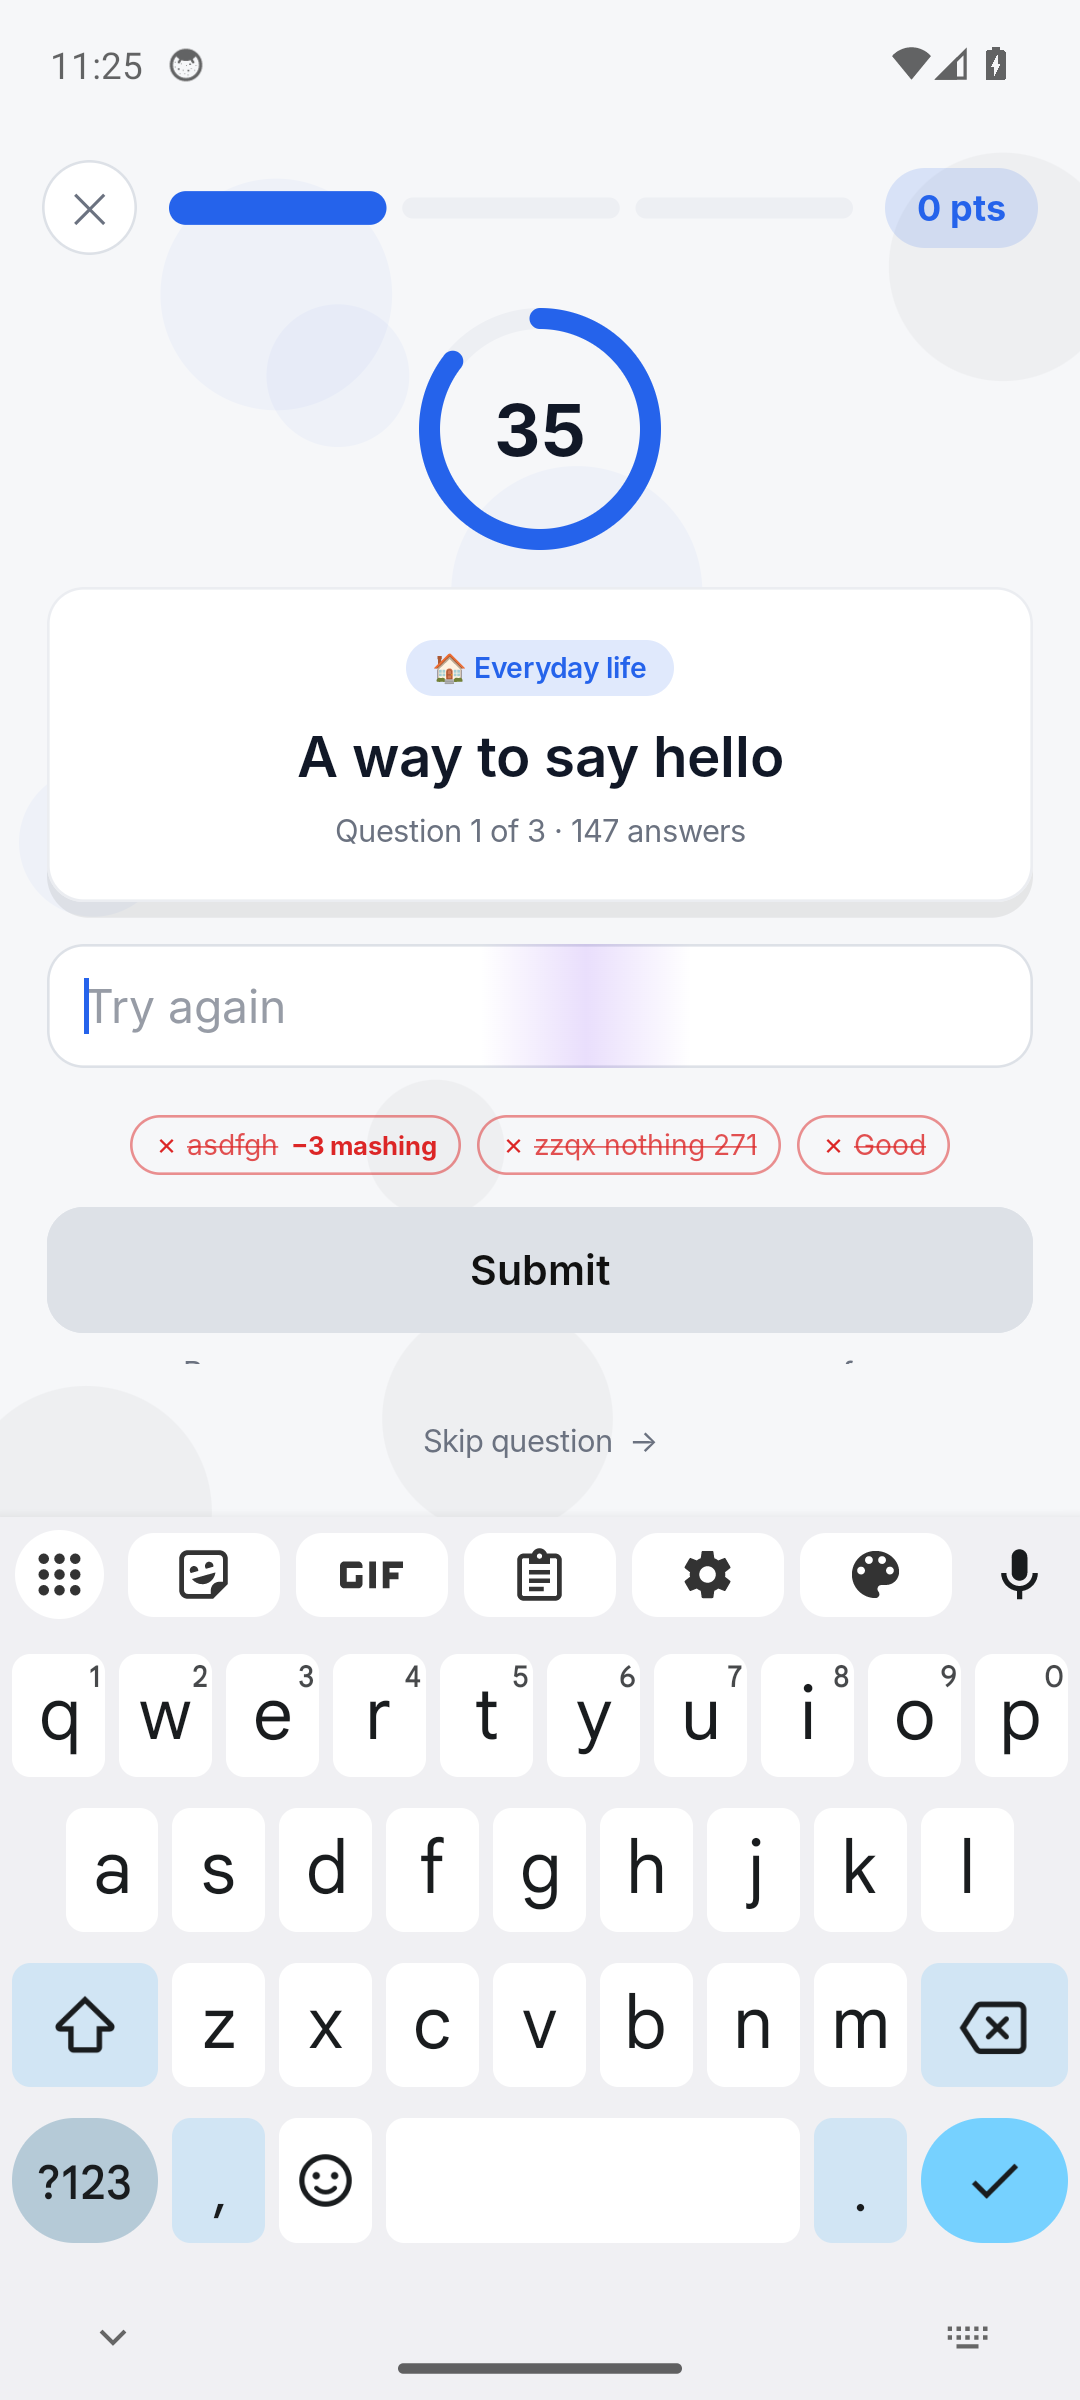 11:25
0 pts
35
🏠 Everyday life
A way to say hello
Question 1 of 3 · 147 answers
Try again
× asdfgh −3 mashing × zzqx nothing 271 × Good
Submit
Skip question →
GIF
q1 w2 e3 r4 t5 y6 u7 i8 o9 p0
a s d f g h j k l
z x c v b n m
?123 , .